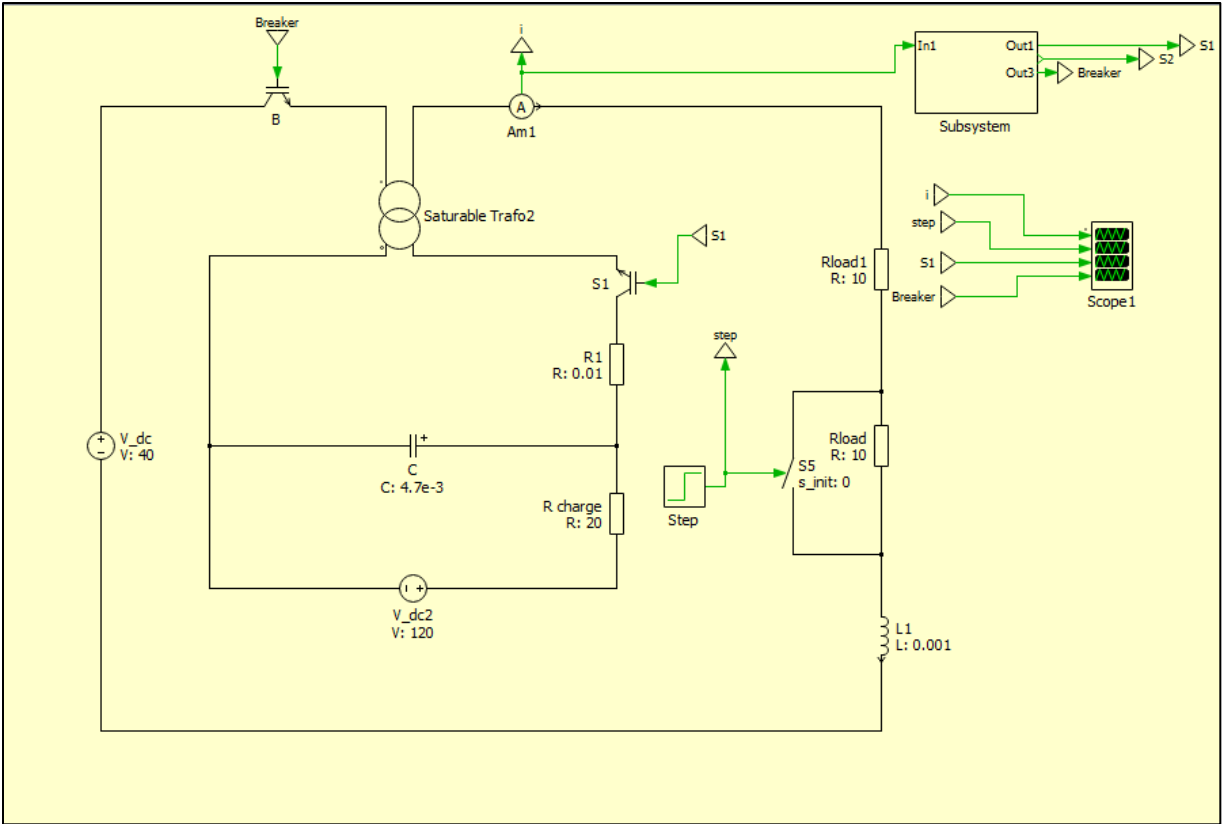 Breaker
B
i
A
Am1
In1
Out1
Out3
S1
S2
Breaker
Subsystem
Saturable Trafo2
S1
S1
i
step
S1
Breaker
Scope1
Rload1
R: 10
R1
R: 0.01
step
V_dc
V: 40
C
C: 4.7e-3
Rload
R: 10
S5
s_init: 0
Step
R charge
R: 20
V_dc2
V: 120
L1
L: 0.001